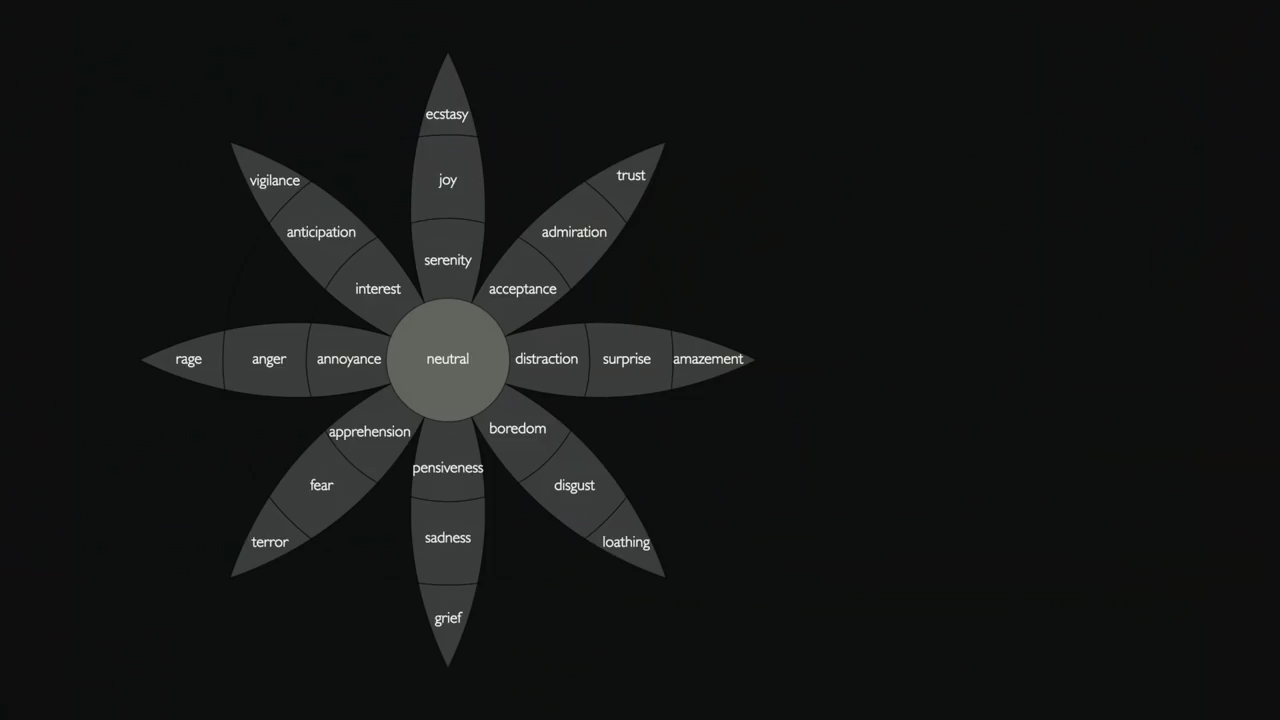 ecstasy
trust
vigilance
joy
anticipation
admiration
serenity
interest
acceptance
rage
anger
annoyance
neutral
distraction
surprise
amazement
apprehension
boredom
pensiveness
fear
disgust
sadness
terror
loathing
grief